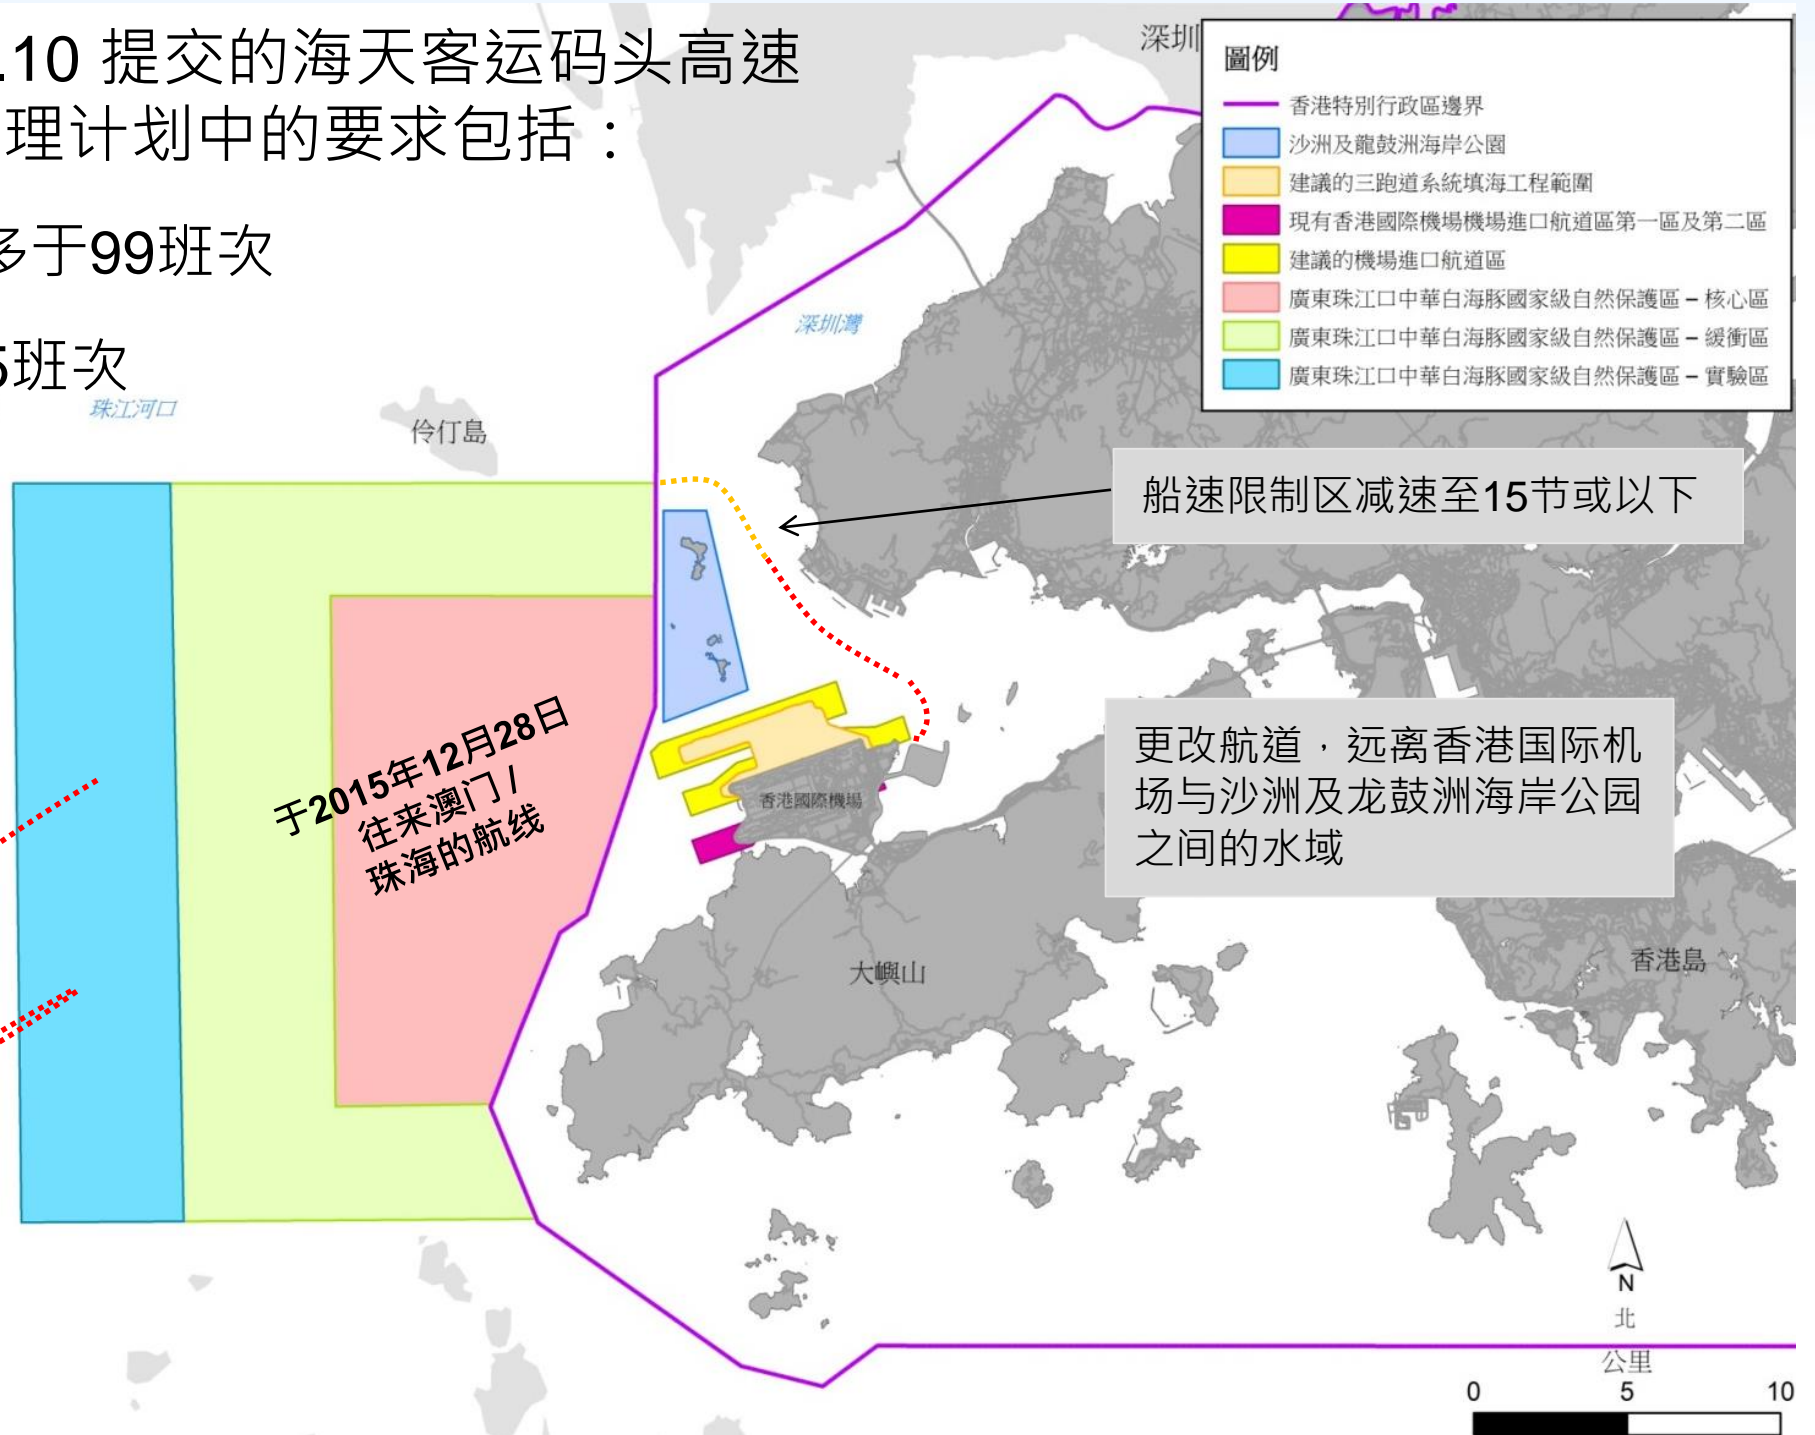 .10 提交的海天客运码头高速
理计划中的要求包括：
多于99班次
5班次
深圳
圖例
香港特別行政區邊界
沙洲及龍鼓洲海岸公園
建議的三跑道系統填海工程範圍
現有香港國際機場機場進口航道區第一區及第二區
建議的機場進口航道區
廣東珠江口中華白海豚國家級自然保護區 – 核心區
廣東珠江口中華白海豚國家級自然保護區 – 緩衝區
廣東珠江口中華白海豚國家級自然保護區 – 實驗區
深圳灣
珠江河口
伶仃島
船速限制区减速至15节或以下
于2015年12月28日
往来澳门 /
珠海的航线
更改航道，远离香港国际机
场与沙洲及龙鼓洲海岸公园
之间的水域
香港國際機場
大嶼山
香港島
N
北
公里
0 5 10